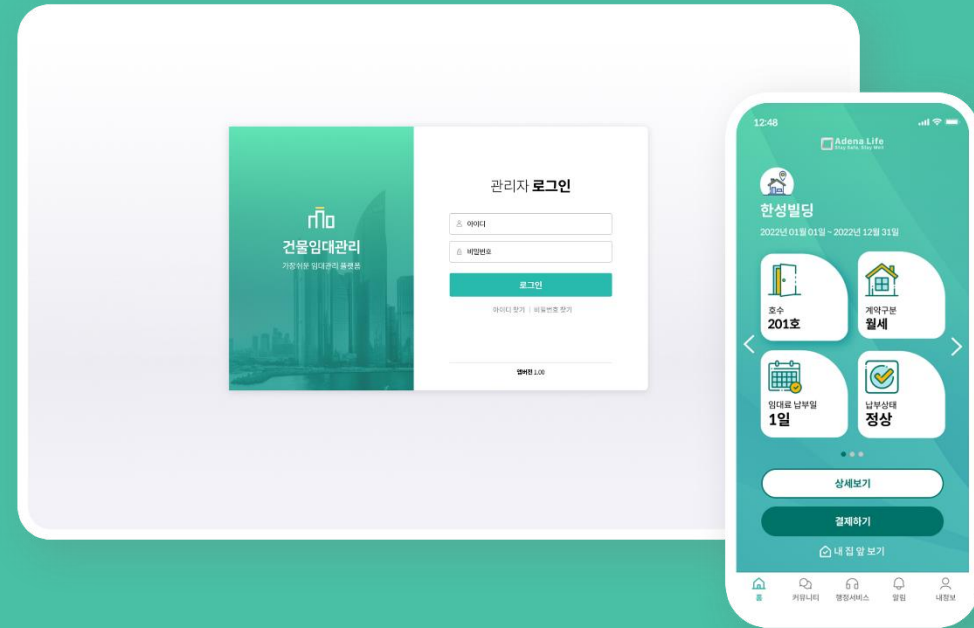 건물임대관리
가장쉬운 임대관리 플랫폼
관리자 로그인
아이디
비밀번호
로그인
아이디 찾기 | 비밀번호 찾기
앱버전 1.00
12:48
Adena Life
Stay Safe, Stay Well
한성빌딩
2022년 01월 01일 ~ 2022년 12월 31일
호수
201호
계약구분
월세
임대료 납부일
1일
납부상태
정상
상세보기
결제하기
내 집 앞 보기
홈
커뮤니티
행정서비스
알림
내정보